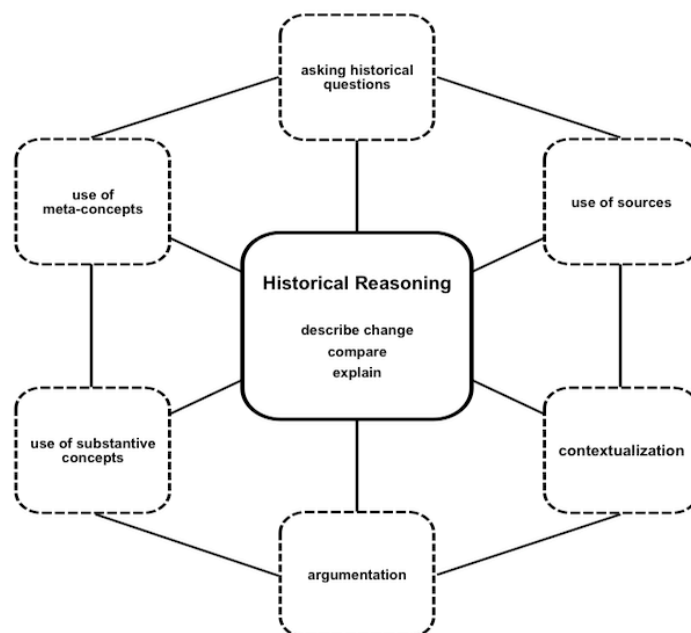 asking historical
questions
use of
meta-concepts
use of sources
Historical Reasoning
describe change
compare
explain
use of substantive
concepts
contextualization
argumentation